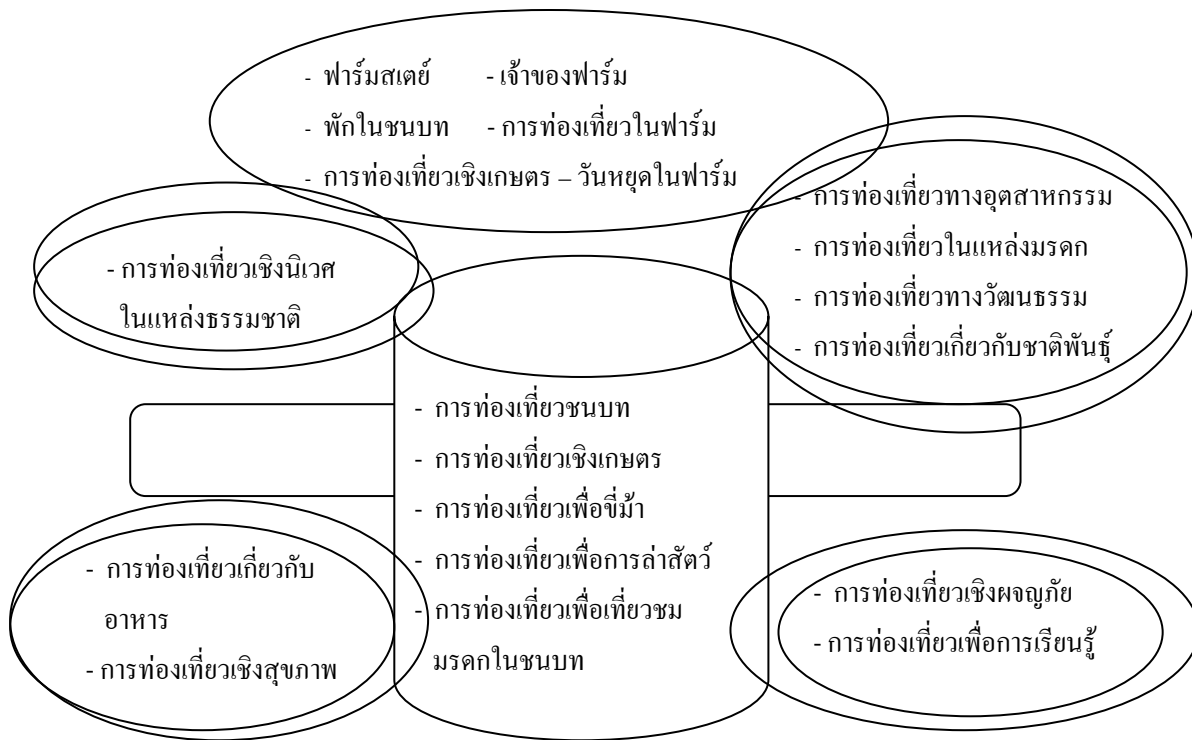 - ฟาร์มสเตย์ - เจ้าของฟาร์ม
- พักในชนบท - การท่องเที่ยวในฟาร์ม
- การท่องเที่ยวเชิงเกษตร – วันหยุดในฟาร์ม
- การท่องเที่ยวเชิงนิเวศ
ในแหล่งธรรมชาติ
- การท่องเที่ยวทางอุตสาหกรรม
- การท่องเที่ยวในแหล่งมรดก
- การท่องเที่ยวทางวัฒนธรรม
- การท่องเที่ยวเกี่ยวกับชาติพันธุ์
- การท่องเที่ยวชนบท
- การท่องเที่ยวเชิงเกษตร
- การท่องเที่ยวเพื่อขี่ม้า
- การท่องเที่ยวเพื่อการล่าสัตว์
- การท่องเที่ยวเพื่อเที่ยวชม
มรดกในชนบท
- การท่องเที่ยวเกี่ยวกับ
อาหาร
- การท่องเที่ยวเชิงสุขภาพ
- การท่องเที่ยวเชิงผจญภัย
- การท่องเที่ยวเพื่อการเรียนรู้